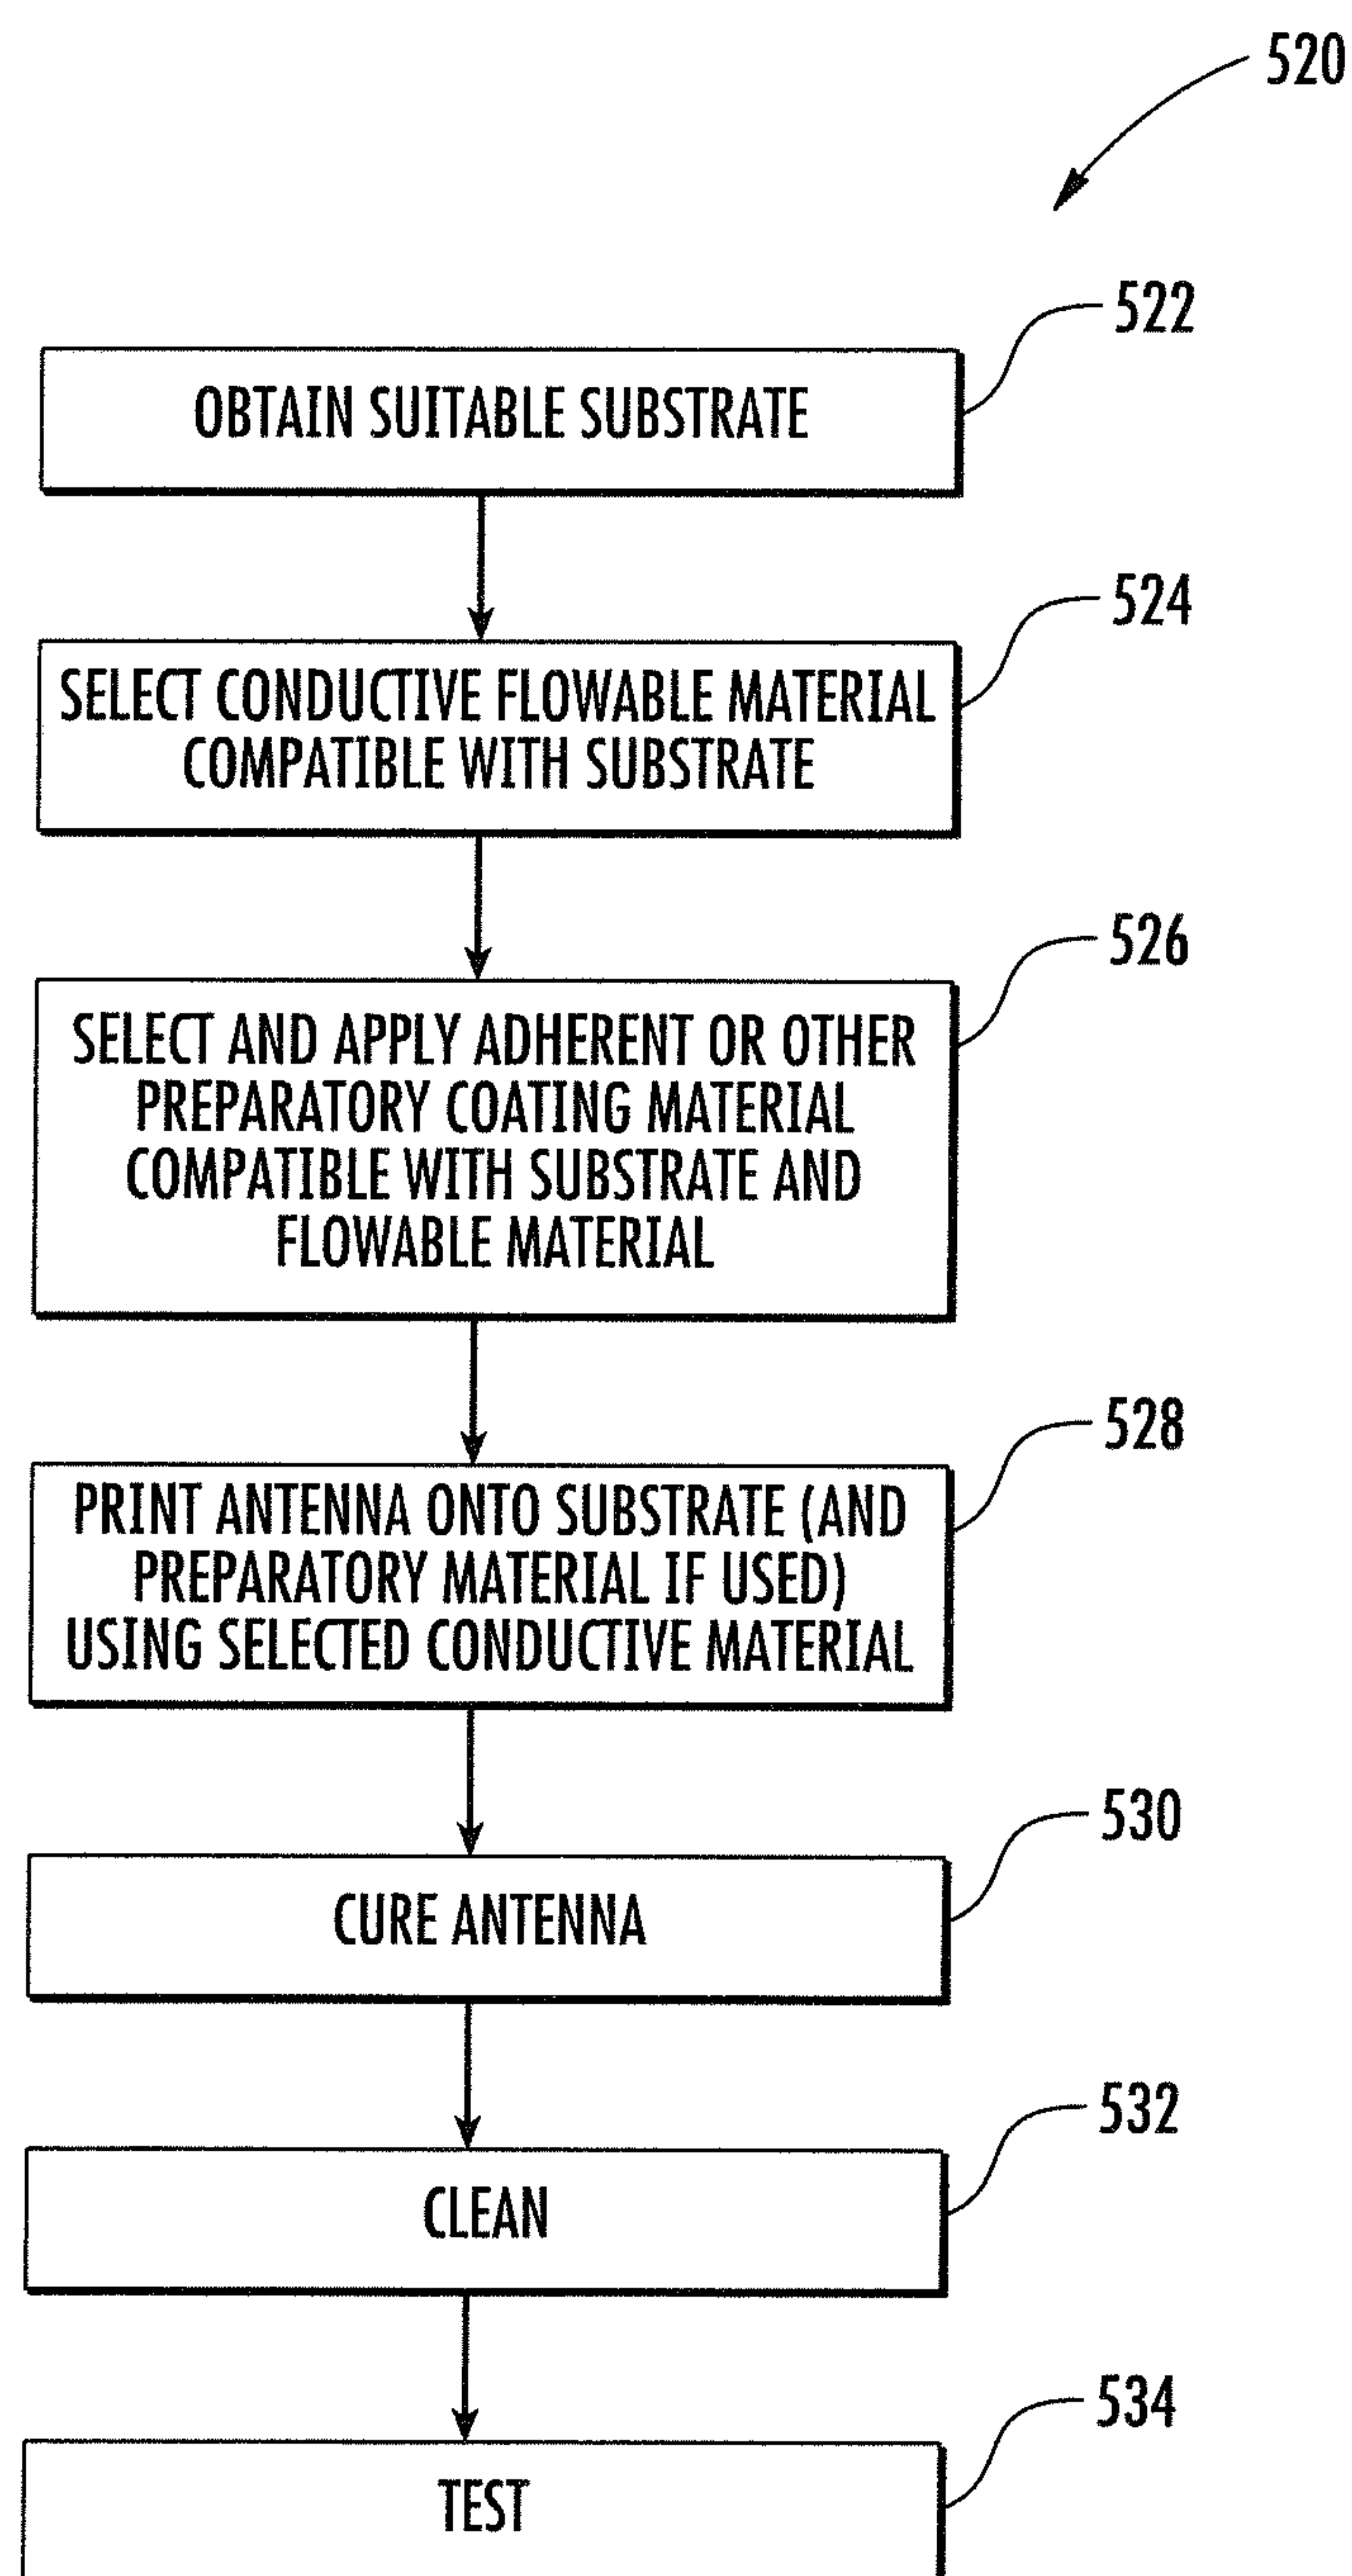 520
522
OBTAIN SUITABLE SUBSTRATE
524
SELECT CONDUCTIVE FLOWABLE MATERIAL
COMPATIBLE WITH SUBSTRATE
526
SELECT AND APPLY ADHERENT OR OTHER
PREPARATORY COATING MATERIAL
COMPATIBLE WITH SUBSTRATE AND
FLOWABLE MATERIAL
528
PRINT ANTENNA ONTO SUBSTRATE (AND
PREPARATORY MATERIAL IF USED)
USING SELECTED CONDUCTIVE MATERIAL
530
CURE ANTENNA
532
CLEAN
534
TEST